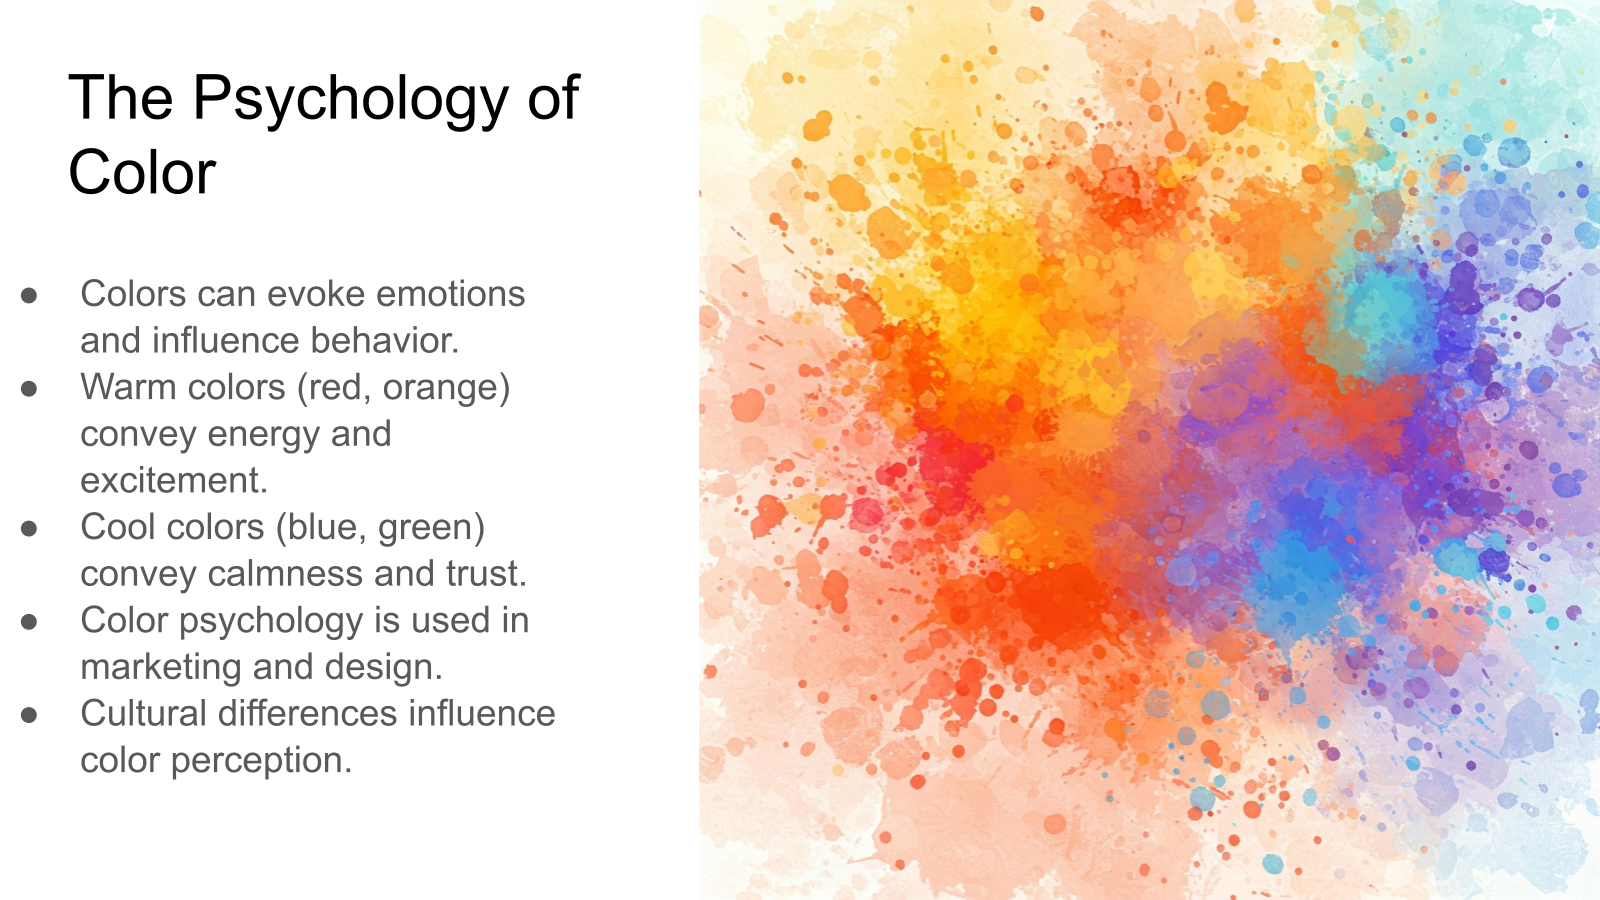 The Psychology of
Color
● Colors can evoke emotions
and influence behavior.
● Warm colors (red, orange)
convey energy and
excitement.
● Cool colors (blue, green)
convey calmness and trust.
● Color psychology is used in
marketing and design.
● Cultural differences influence
color perception.